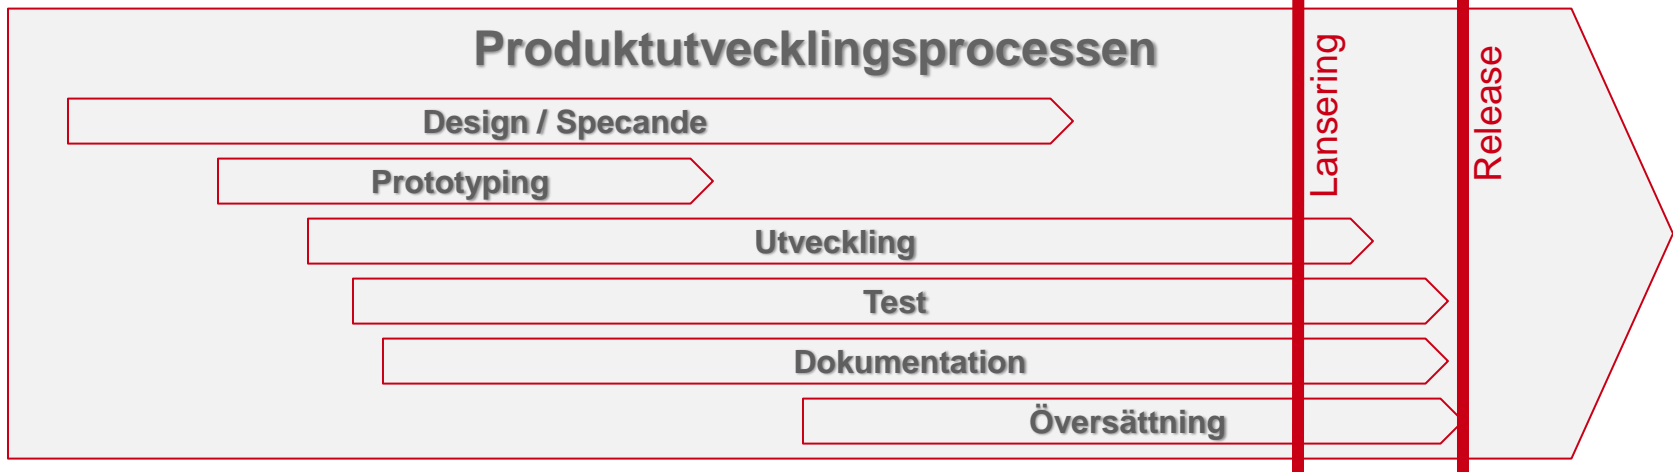 Produktutvecklingsprocessen
Lansering
Release
Design / Specande
Prototyping
Utveckling
Test
Dokumentation
Översättning